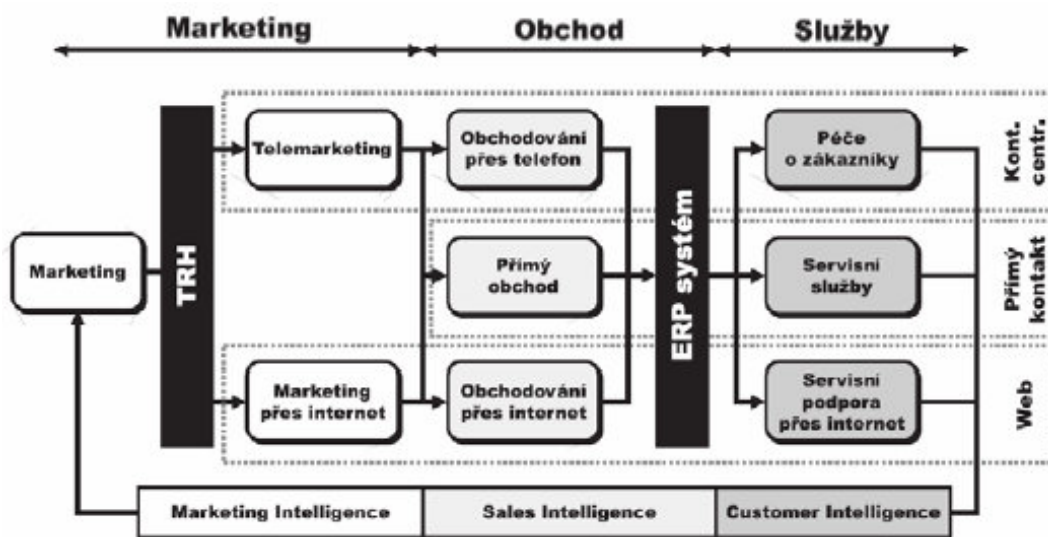 Marketing
Obchod
Služby
Telemarketing
Obchodování
přes telefon
Péče
o zákazníky
Kont.
centr.
Marketing
TRH
Přímý
obchod
ERP systém
Servisní
služby
Přímý
kontakt
Marketing
přes internet
Obchodování
přes internet
Servisní
podpora
přes internet
Web
Marketing Intelligence
Sales Intelligence
Customer Intelligence